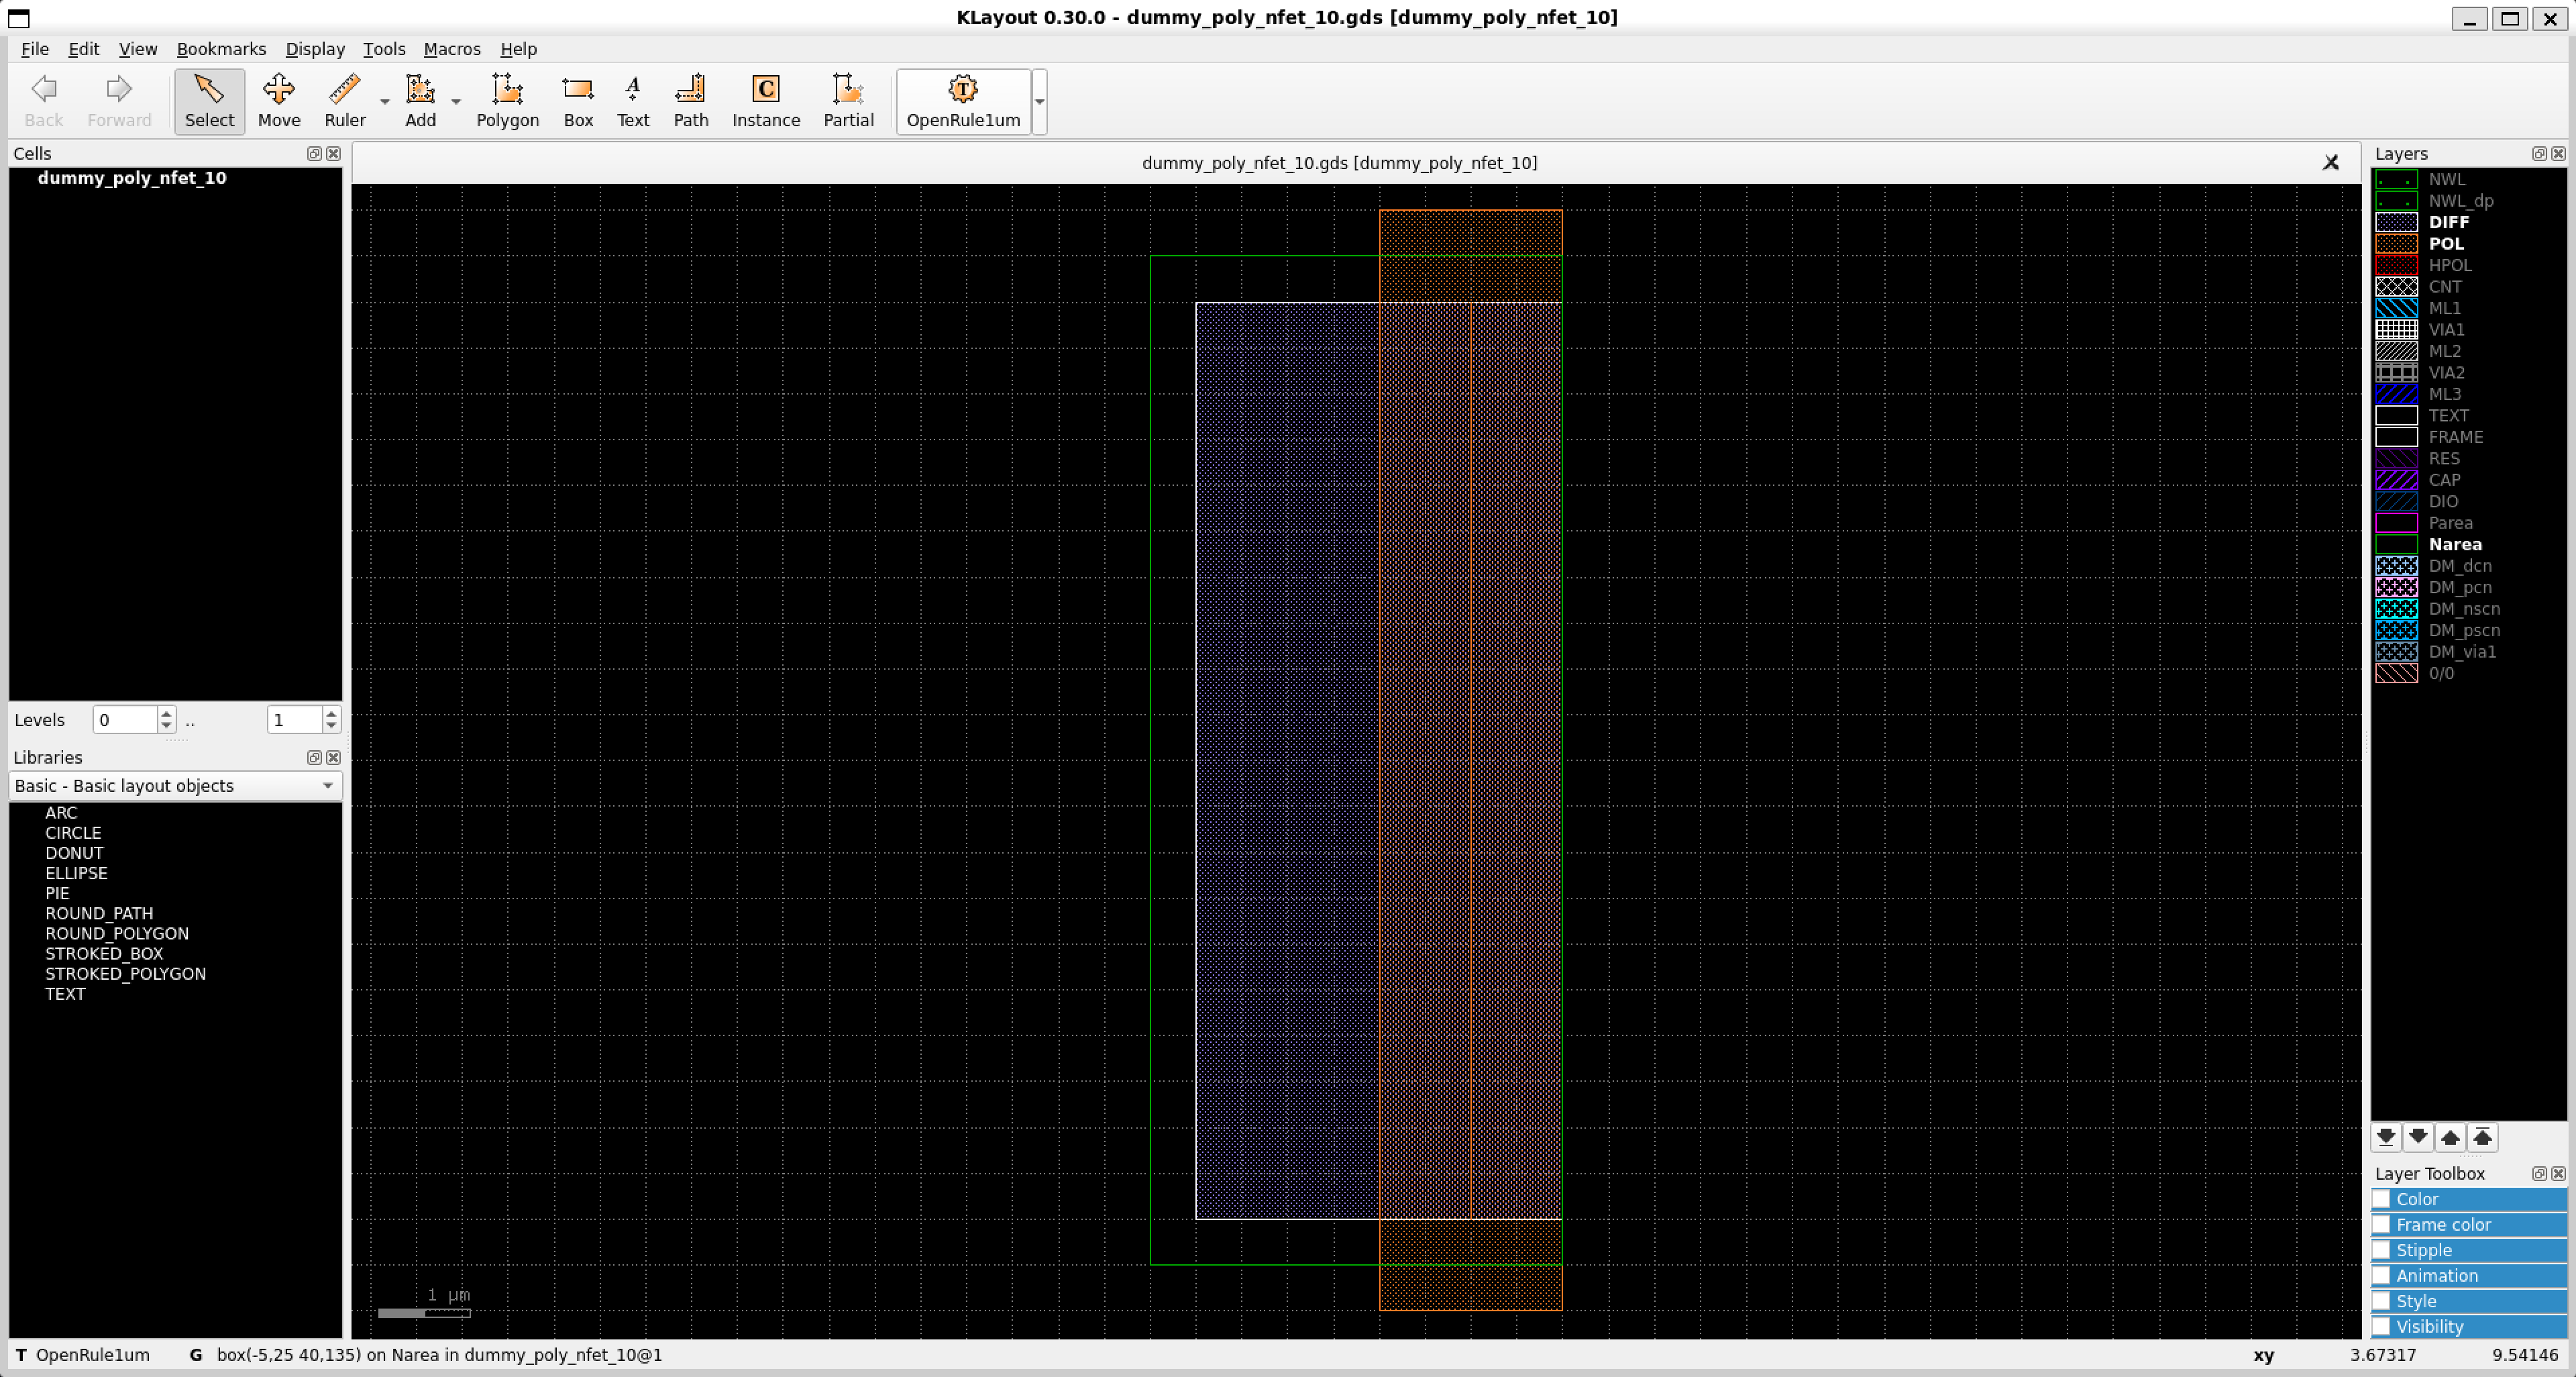 KLayout 0.30.0 - dummy_poly_nfet_10.gds [dummy_poly_nfet_10]
File Edit View Bookmarks Display Tools Macros Help
Back Forward Select Move Ruler Add Polygon Box Text Path Instance Partial OpenRule1um
Cells
dummy_poly_nfet_10
Levels 0 .. 1
Libraries
Basic - Basic layout objects
ARC
CIRCLE
DONUT
ELLIPSE
PIE
ROUND_PATH
ROUND_POLYGON
STROKED_BOX
STROKED_POLYGON
TEXT
dummy_poly_nfet_10.gds [dummy_poly_nfet_10]
1 µm
Layers
NWL
NWL_dp
DIFF
POL
HPOL
CNT
ML1
VIA1
ML2
VIA2
ML3
TEXT
FRAME
RES
CAP
DIO
Parea
Narea
DM_dcn
DM_pcn
DM_nscn
DM_pscn
DM_via1
0/0
Layer Toolbox
Color
Frame color
Stipple
Animation
Style
Visibility
T OpenRule1um G box(-5,25 40,135) on Narea in dummy_poly_nfet_10@1 xy 3.67317 9.54146